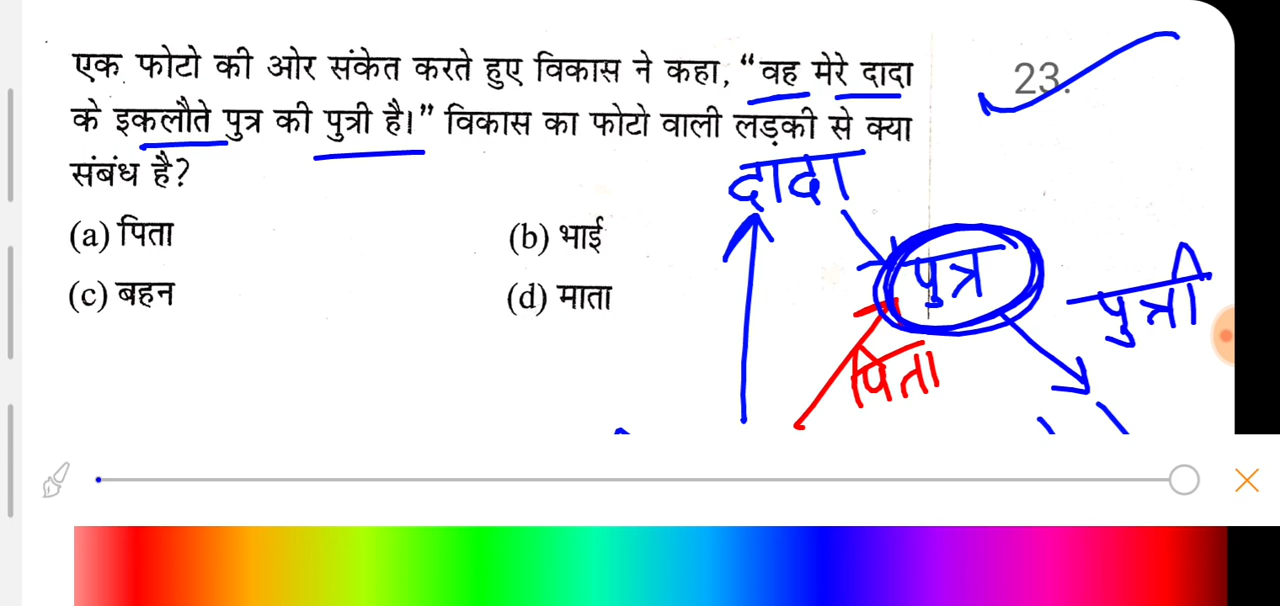 एक फोटो की ओर संकेत करते हुए विकास ने कहा, “वह मेरे दादा
के इकलौते पुत्र की पुत्री है।” विकास का फोटो वाली लड़की से क्या
संबंध है?
(a) पिता (b) भाई
(c) बहन (d) माता
23.
दादा
पुत्र
पुत्री
पिता